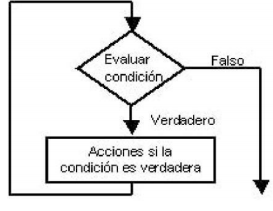 Evaluar
condición
Falso
Verdadero
Acciones si la
condición es verdadera